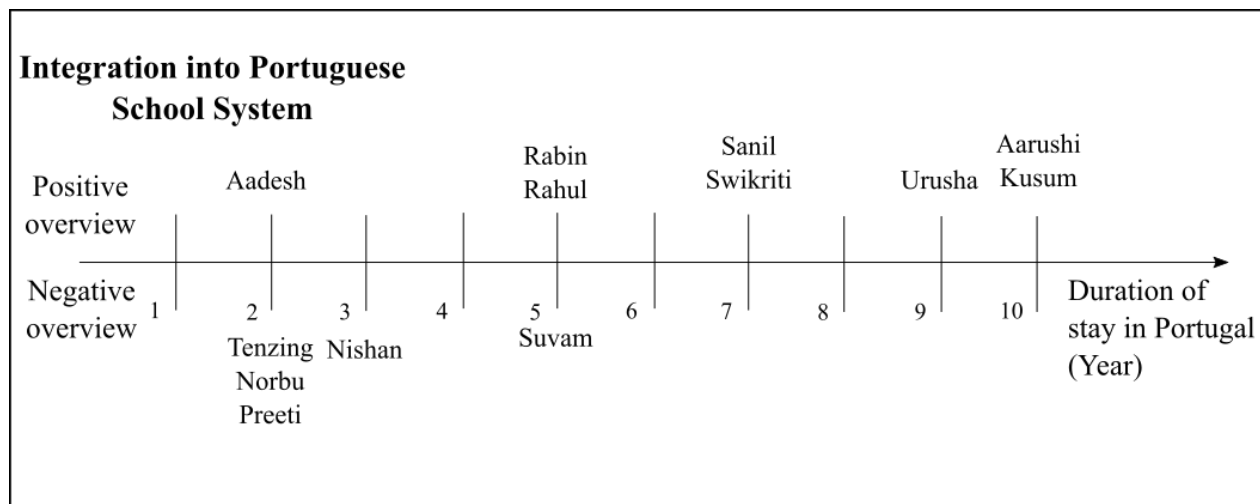 Integration into Portuguese
School System
Positive
overview
Aadesh
Rabin
Rahul
Sanil
Swikriti
Urusha
Aarushi
Kusum
Negative
overview
1
2
3
4
5
6
7
8
9
10
Tenzing
Norbu
Preeti
Nishan
Suvam
Duration of
stay in Portugal
(Year)